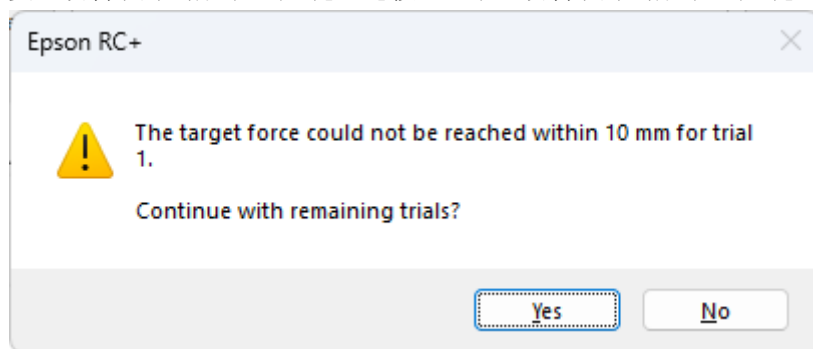 Epson RC+
The target force could not be reached within 10 mm for trial
1.
Continue with remaining trials?
Yes
No